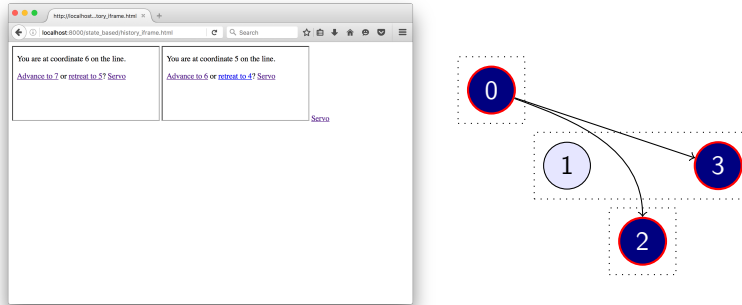 http://localhost...tory_iframe.html
localhost:8000/state_based/history_iframe.html
Search
You are at coordinate 6 on the line.
Advance to 7 or retreat to 5? Servo
You are at coordinate 5 on the line.
Advance to 6 or retreat to 4? Servo
Servo
0
1
3
2